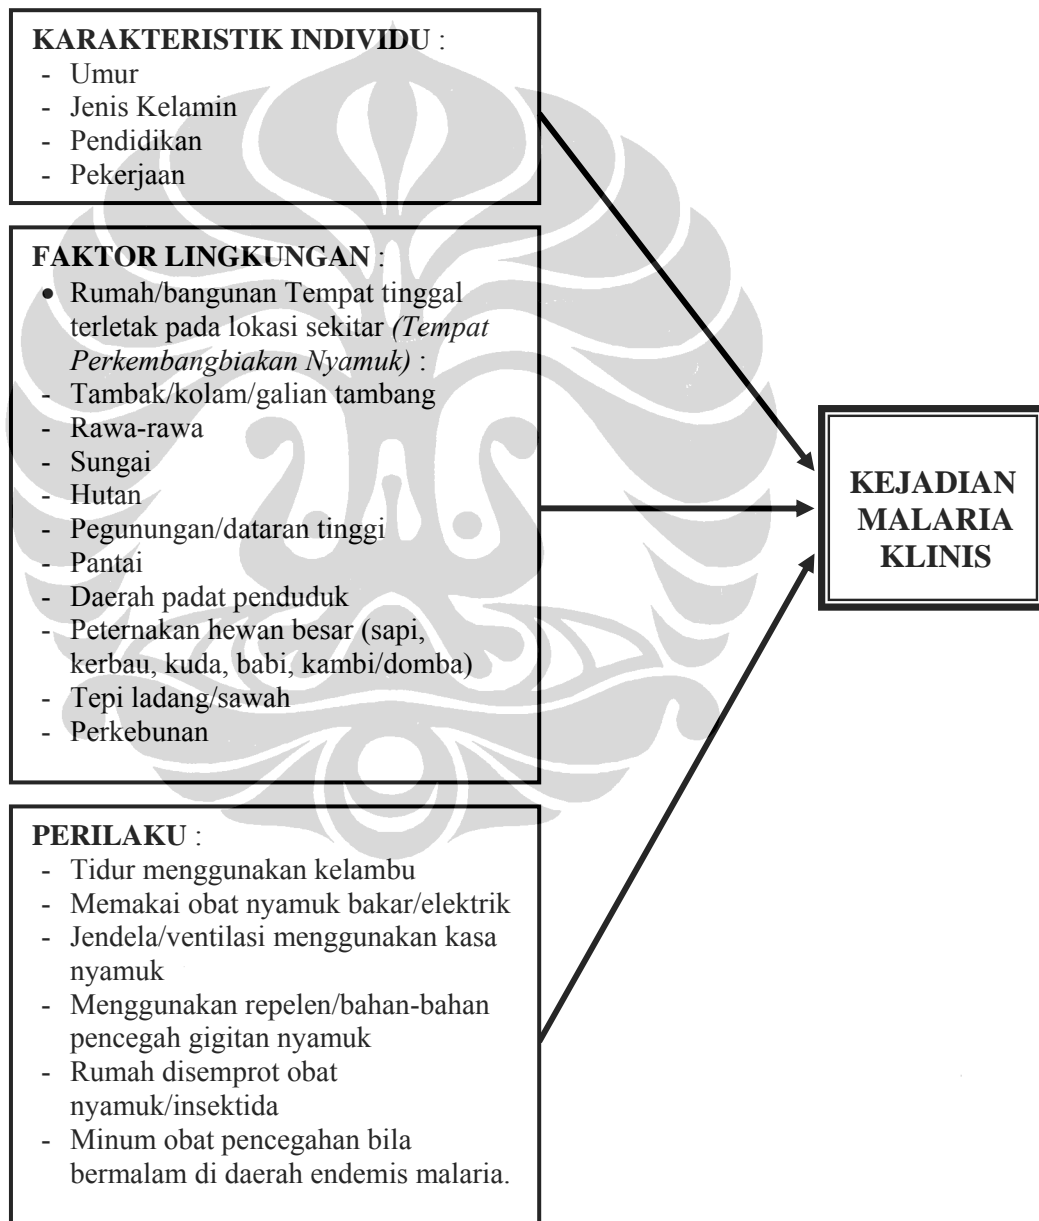 KARAKTERISTIK INDIVIDU :
- Umur
- Jenis Kelamin
- Pendidikan
- Pekerjaan
FAKTOR LINGKUNGAN :
• Rumah/bangunan Tempat tinggal
terletak pada lokasi sekitar (Tempat
Perkembangbiakan Nyamuk) :
- Tambak/kolam/galian tambang
- Rawa-rawa
- Sungai
- Hutan
- Pegunungan/dataran tinggi
- Pantai
- Daerah padat penduduk
- Peternakan hewan besar (sapi,
kerbau, kuda, babi, kambi/domba)
- Tepi ladang/sawah
- Perkebunan
PERILAKU :
- Tidur menggunakan kelambu
- Memakai obat nyamuk bakar/elektrik
- Jendela/ventilasi menggunakan kasa
nyamuk
- Menggunakan repelen/bahan-bahan
pencegah gigitan nyamuk
- Rumah disemprot obat
nyamuk/insektida
- Minum obat pencegahan bila
bermalam di daerah endemis malaria.
KEJADIAN
MALARIA
KLINIS